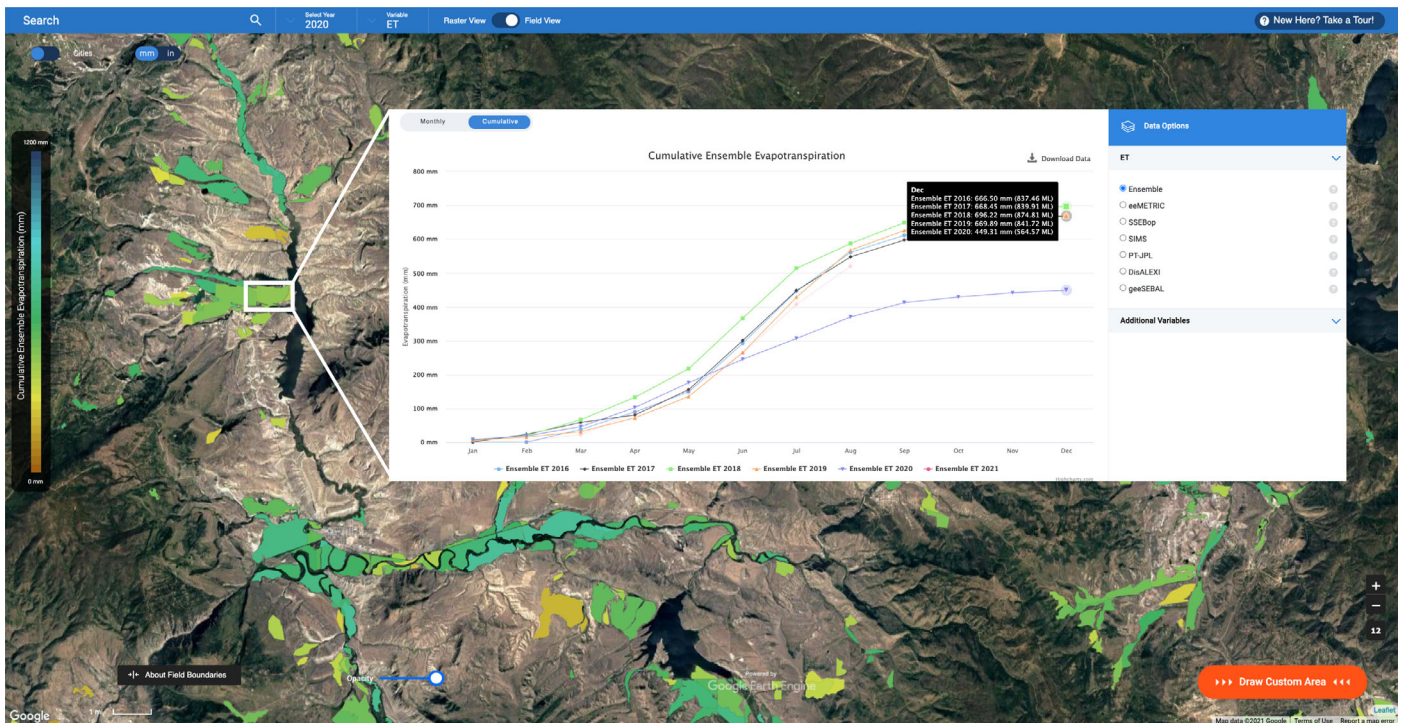 Search
Select Year
2020
Variable
ET
Raster View
Field View
New Here? Take a Tour!
Cities
mm
in
1200 mm
Cumulative Ensemble Evapotranspiration (mm)
0 mm
Monthly
Cumulative
Cumulative Ensemble Evapotranspiration
Download Data
800 mm
700 mm
600 mm
500 mm
400 mm
300 mm
200 mm
100 mm
0 mm
Evapotranspiration (mm)
Dec
Ensemble ET 2016: 666.50 mm (837.46 ML)
Ensemble ET 2017: 668.45 mm (839.91 ML)
Ensemble ET 2018: 696.22 mm (874.81 ML)
Ensemble ET 2019: 669.89 mm (841.72 ML)
Ensemble ET 2020: 449.31 mm (564.57 ML)
Jan Feb Mar Apr May Jun Jul Aug Sep Oct Nov Dec
Ensemble ET 2016 Ensemble ET 2017 Ensemble ET 2018 Ensemble ET 2019 Ensemble ET 2020 Ensemble ET 2021
Highcharts.com
Data Options
ET
Ensemble
eeMETRIC
SSEBop
SIMS
PT-JPL
DisALEXI
geeSEBAL
Additional Variables
+
−
12
About Field Boundaries
Opacity
Powered by
Google Earth Engine
>>> Draw Custom Area <<<
Google
1 mi
Leaflet
Map data ©2021 Google Terms of Use Report a map error